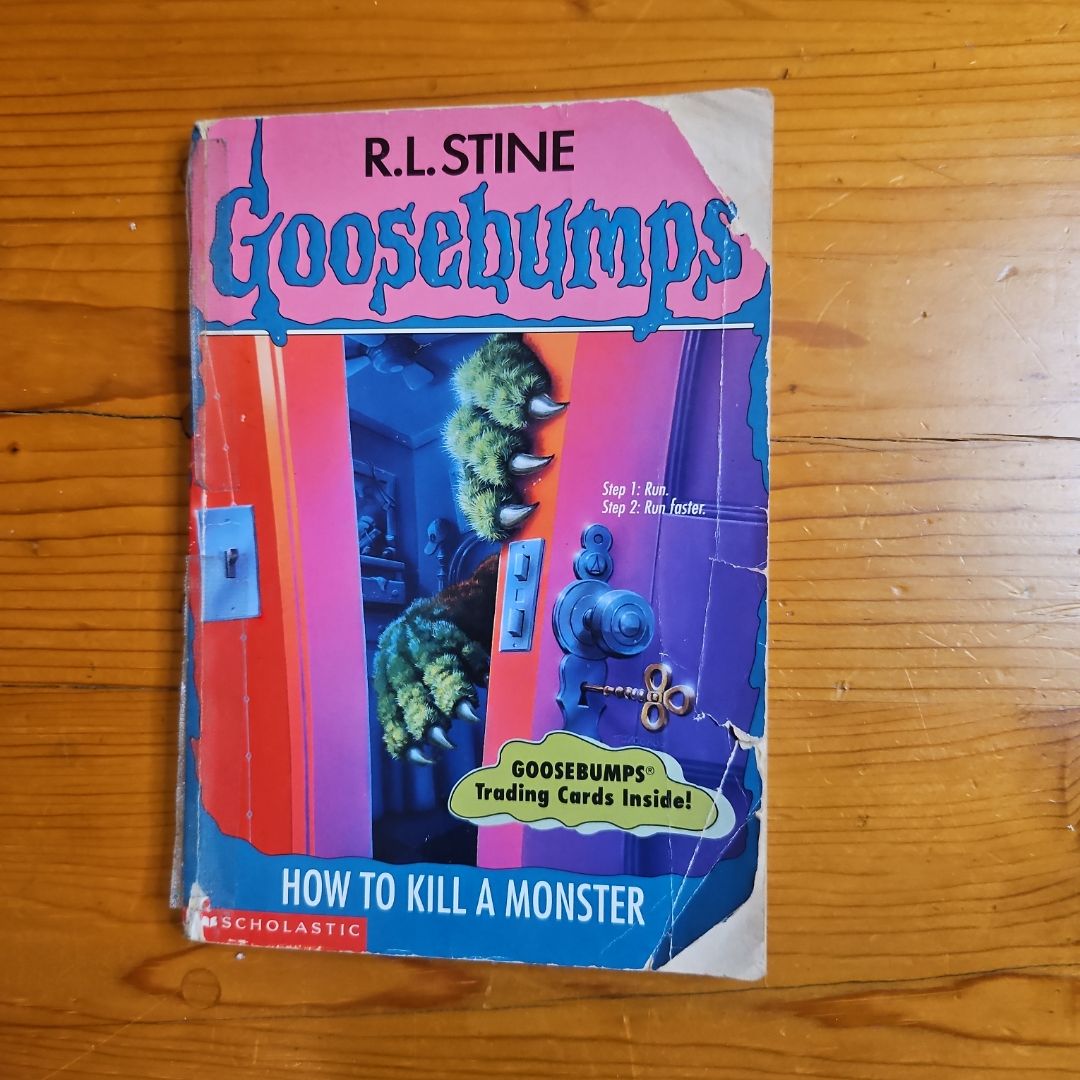 R.L. STINE
Goosebumps
Step 1: Run.
Step 2: Run faster.
GOOSEBUMPS®
Trading Cards Inside!
HOW TO KILL A MONSTER
SCHOLASTIC